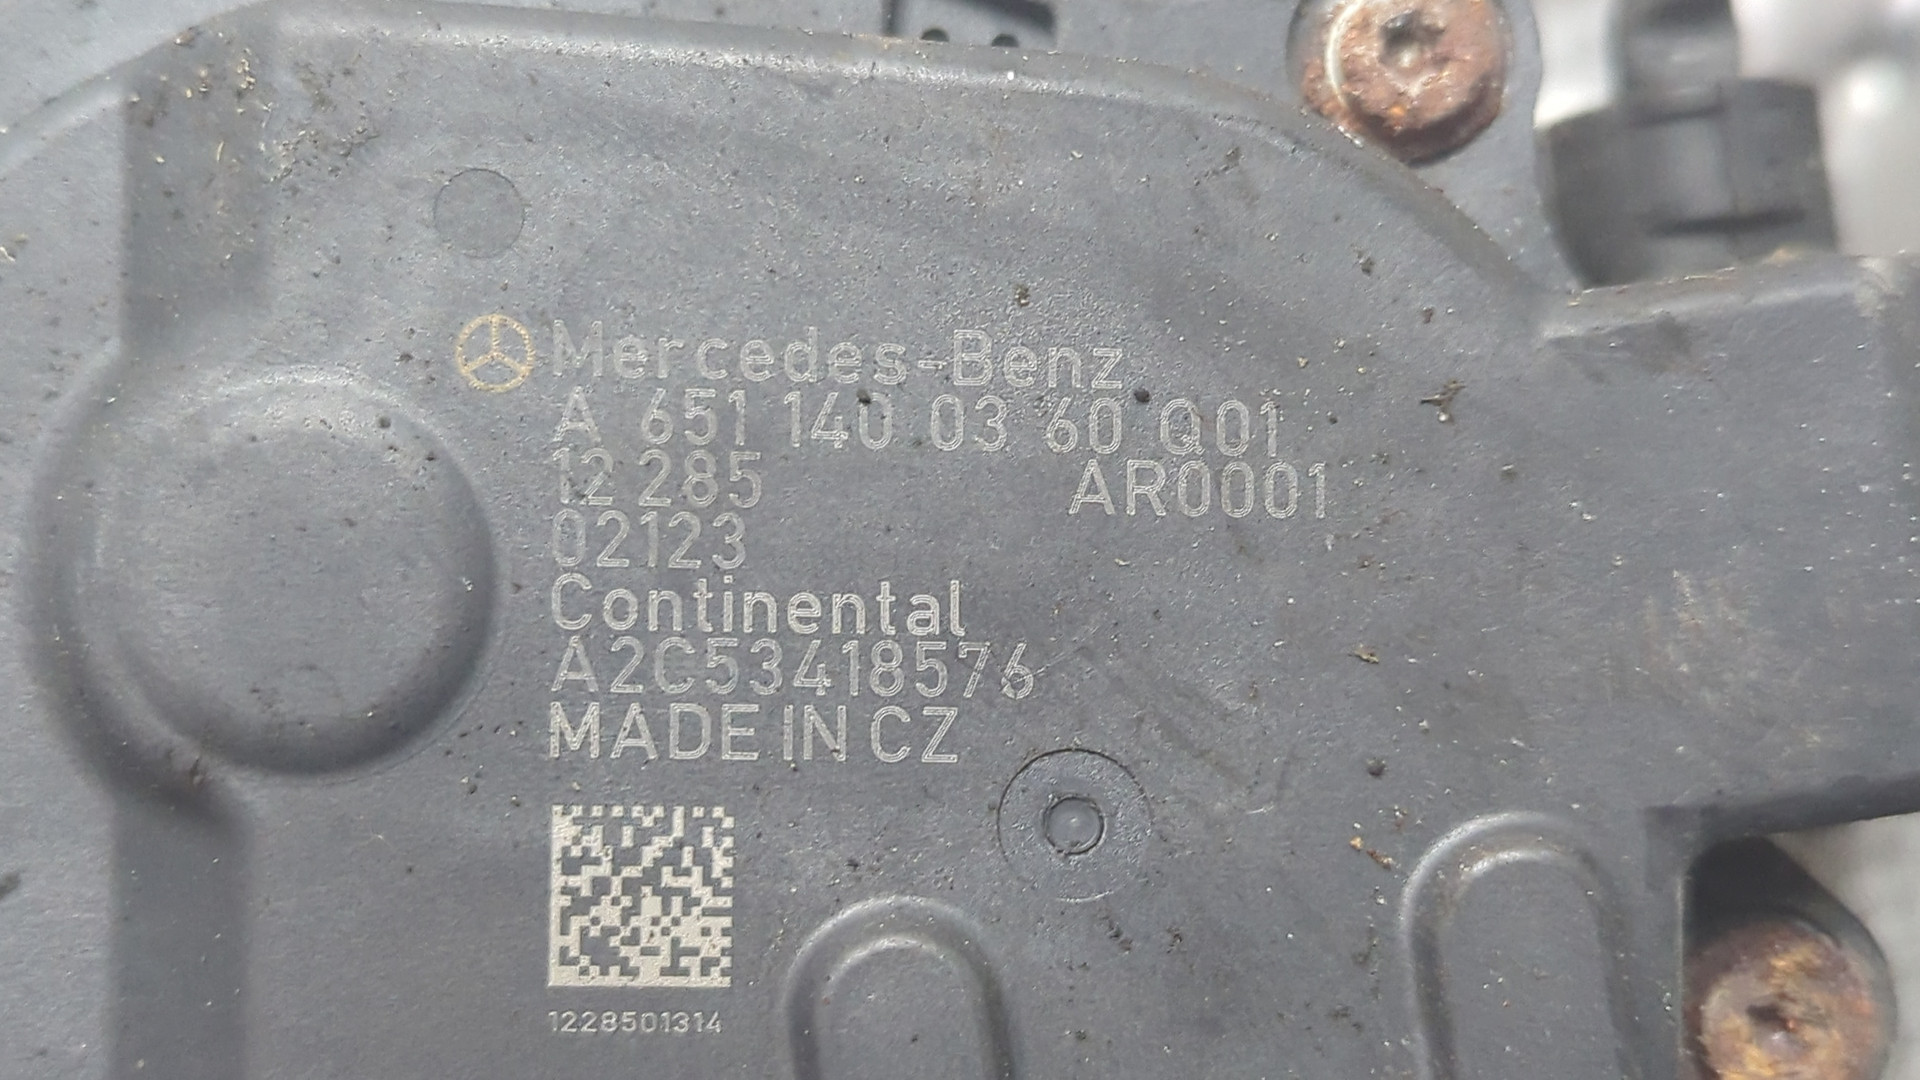 Mercedes-Benz
A 651 140 03 60 Q01
12 285 AR0001
02123
Continental
A2C53418576
MADE IN CZ
1228501314